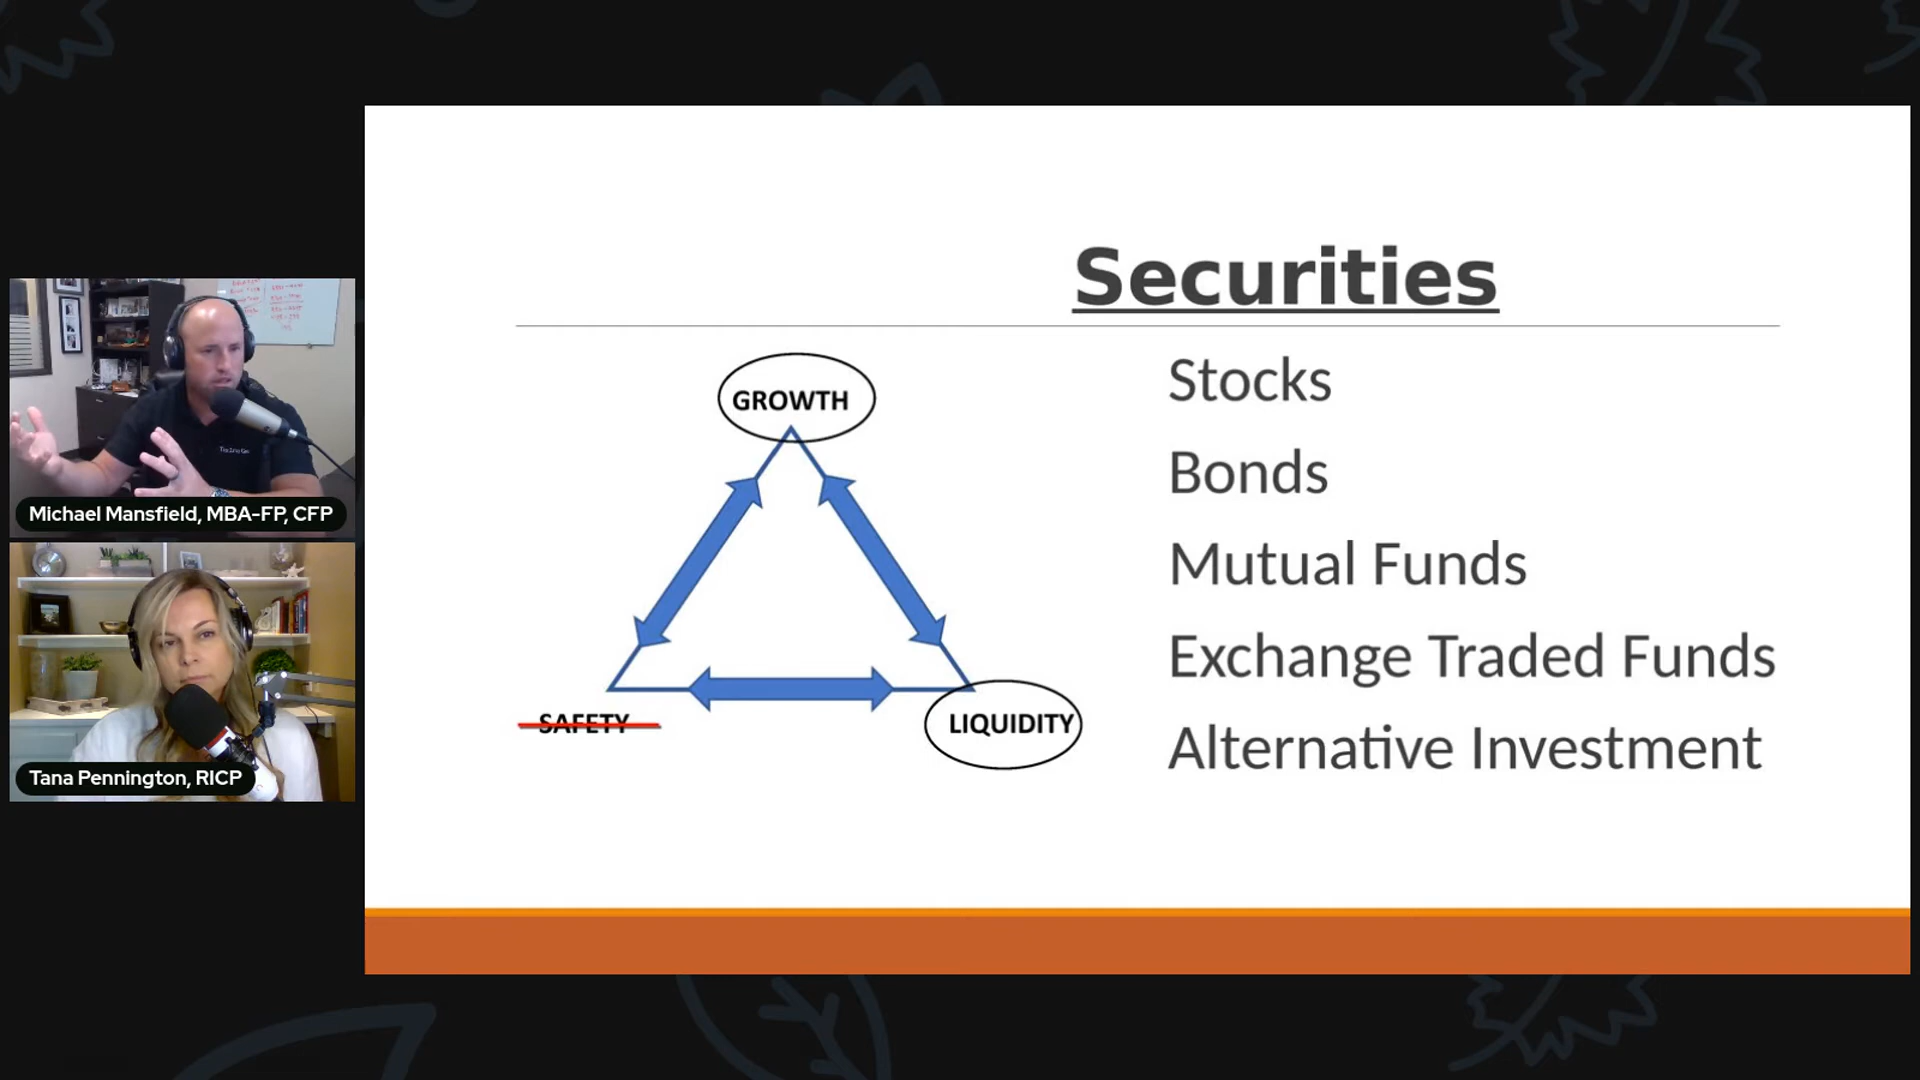 Securities
GROWTH
SAFETY
LIQUIDITY
Stocks
Bonds
Mutual Funds
Exchange Traded Funds
Alternative Investment
Michael Mansfield, MBA-FP, CFP
Tana Pennington, RICP